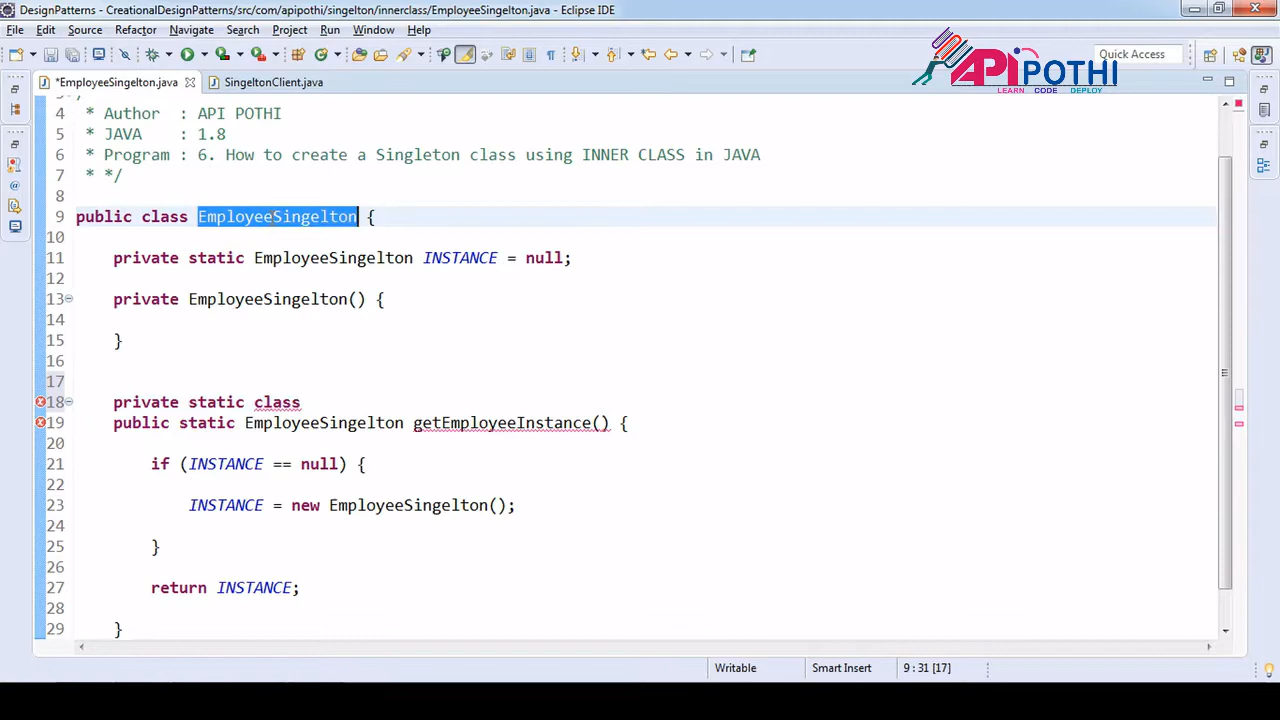 DesignPatterns - CreationalDesignPatterns/src/com/apipothi/singelton/innerclass/EmployeeSingelton.java - Eclipse IDE
File Edit Source Refactor Navigate Search Project Run Window Help
Quick Access
APIPOTHI
LEARN CODE DEPLOY
*EmployeeSingelton.java SingeltonClient.java
4 * Author : API POTHI
5 * JAVA : 1.8
6 * Program : 6. How to create a Singleton class using INNER CLASS in JAVA
7 * */
8
9 public class EmployeeSingelton {
10
11 private static EmployeeSingelton INSTANCE = null;
12
13 private EmployeeSingelton() {
14
15 }
16
17
18 private static class
19 public static EmployeeSingelton getEmployeeInstance() {
20
21 if (INSTANCE == null) {
22
23 INSTANCE = new EmployeeSingelton();
24
25 }
26
27 return INSTANCE;
28
29 }
Writable Smart Insert 9 : 31 [17]